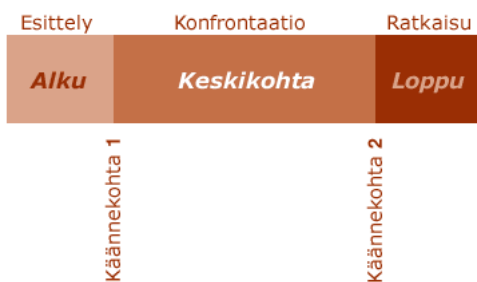 Esittely Konfrontaatio Ratkaisu
Alku Keskikohta Loppu
Käännekohta 1
Käännekohta 2